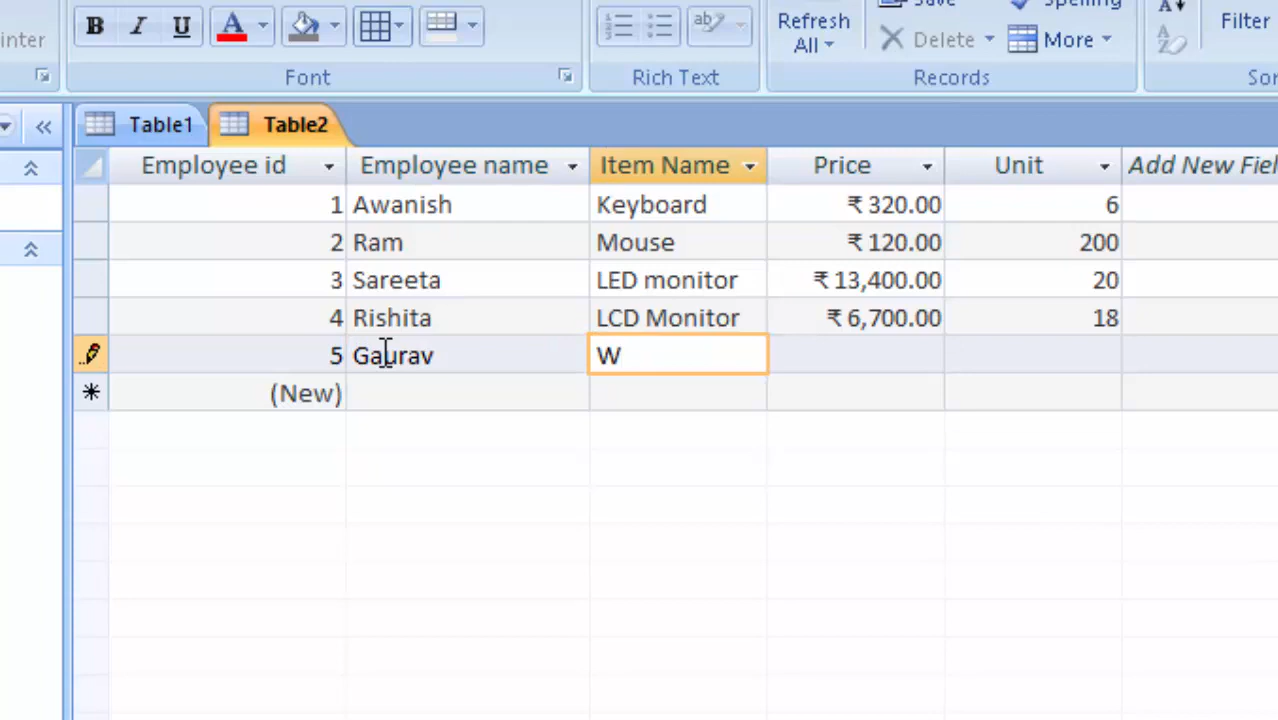 Spelling
B I U A ab Refresh All Delete More Filter
Font Rich Text Records
Table1 Table2
Employee id Employee name Item Name Price Unit Add New Fiel
1 Awanish Keyboard ₹ 320.00 6
2 Ram Mouse ₹ 120.00 200
3 Sareeta LED monitor ₹ 13,400.00 20
4 Rishita LCD Monitor ₹ 6,700.00 18
5 Gaurav W
(New)